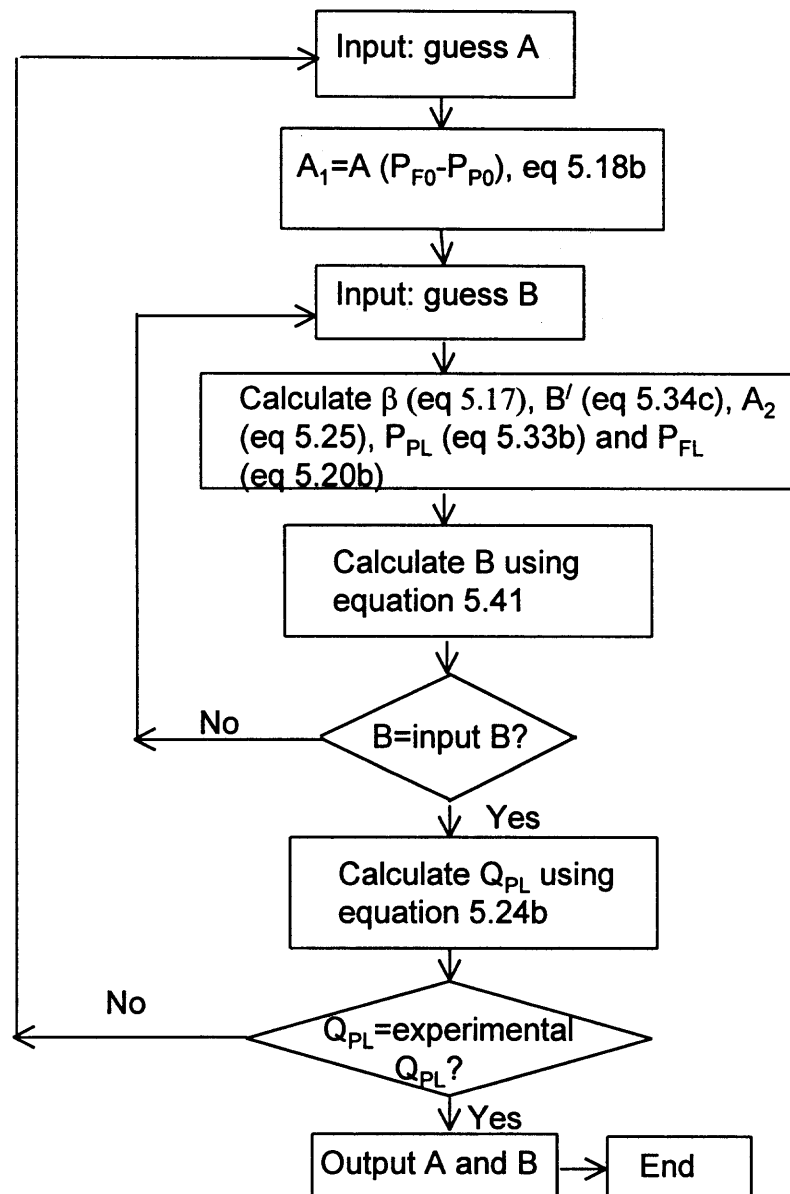 Input: guess A
A₁=A (P_F0-P_P0), eq 5.18b
Input: guess B
Calculate β (eq 5.17), B′ (eq 5.34c), A₂
(eq 5.25), P_PL (eq 5.33b) and P_FL
(eq 5.20b)
Calculate B using
equation 5.41
No
B=input B?
Yes
Calculate Q_PL using
equation 5.24b
No
Q_PL=experimental
Q_PL?
Yes
Output A and B
End